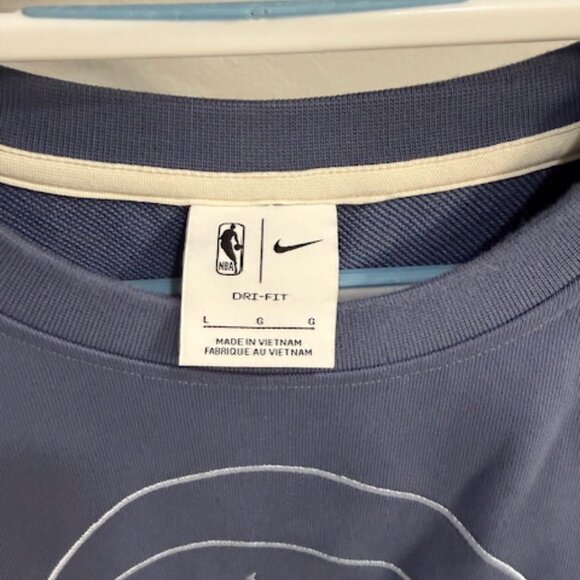 NBA
DRI-FIT
L G G
MADE IN VIETNAM
FABRIQUE AU VIETNAM